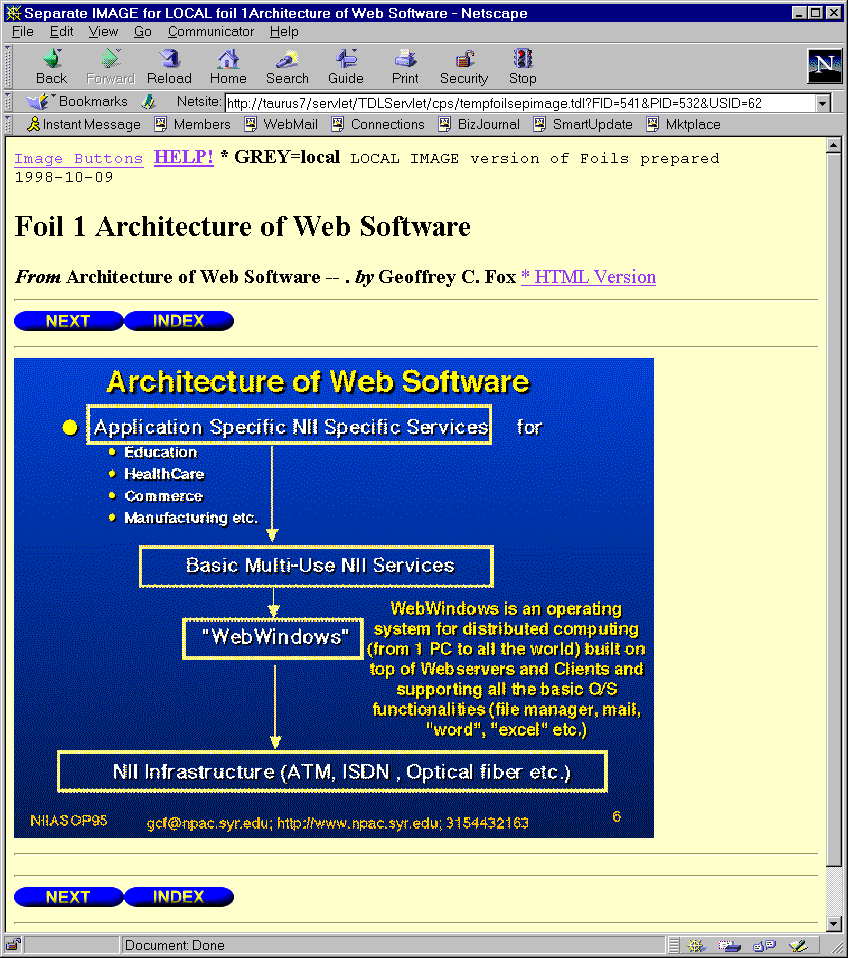 Separate IMAGE for LOCAL foil 1Architecture of Web Software - Netscape
File Edit View Go Communicator Help
Back Forward Reload Home Search Guide Print Security Stop
N
Bookmarks Netsite: http://taurus7/servlet/TDLServlet/cps/tempfoilsepimage.tdl?FID=541&PID=532&USID=62
Instant Message Members WebMail Connections BizJournal SmartUpdate Mktplace
Image Buttons HELP! * GREY=local LOCAL IMAGE version of Foils prepared
1998-10-09
Foil 1 Architecture of Web Software
From Architecture of Web Software -- . by Geoffrey C. Fox * HTML Version
NEXT INDEX
Architecture of Web Software
Application Specific NII Specific Services for
Education
HealthCare
Commerce
Manufacturing etc.
Basic Multi-Use NII Services
"WebWindows"
WebWindows is an operating
system for distributed computing
(from 1 PC to all the world) built on
top of Webservers and Clients and
supporting all the basic O/S
functionalities (file manager, mail,
"word", "excel" etc.)
NII Infrastructure (ATM, ISDN , Optical fiber etc.)
NIIASOP95 gcf@npac.syr.edu; http://www.npac.syr.edu; 3154432163 6
NEXT INDEX
Document: Done